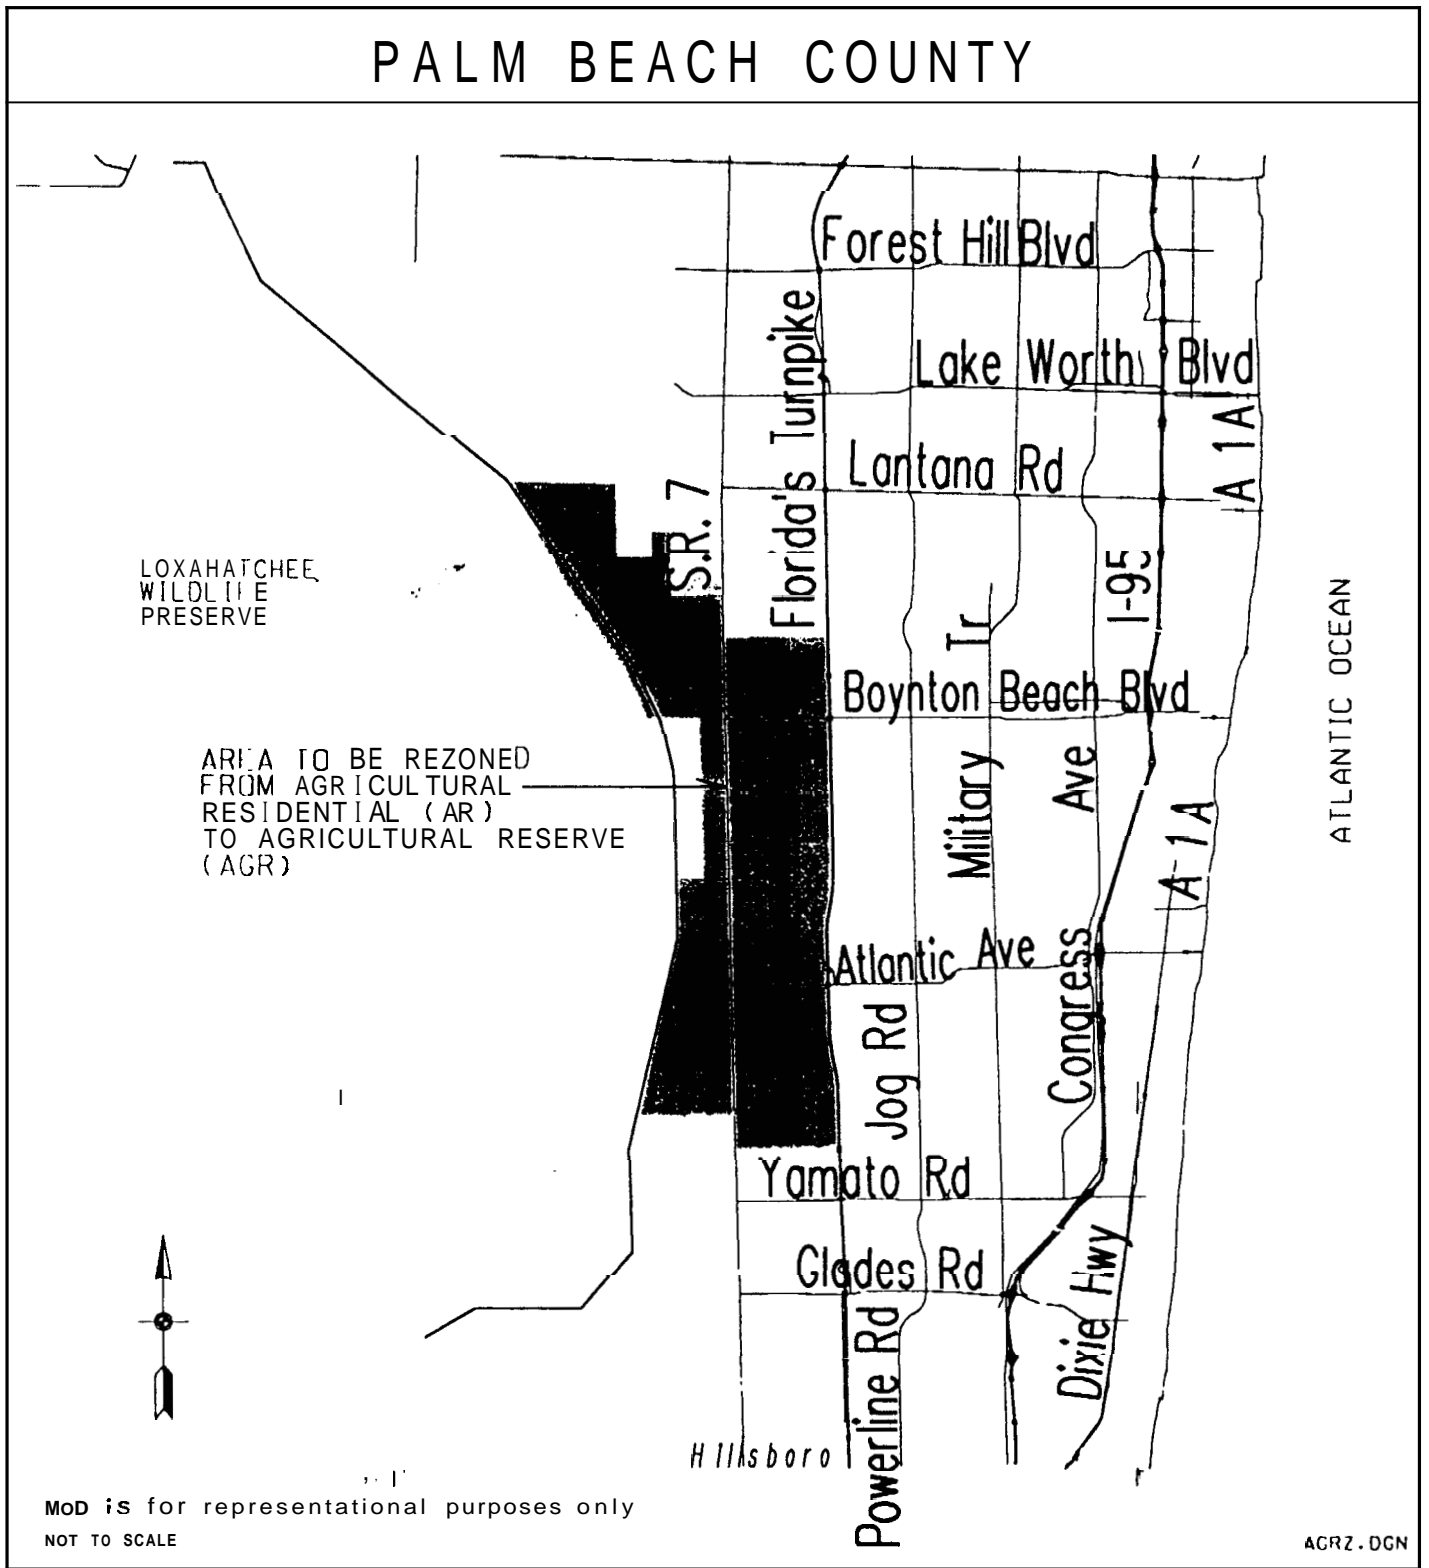 PALM BEACH COUNTY
Forest Hill Blvd
Florida's Turnpike
Lake Worth Blvd
A 1A
Lantana Rd
S.R. 7
LOXAHATCHEE
WILDLIFE
PRESERVE
I-95
ATLANTIC OCEAN
Military Tr
Boynton Beach Blvd
AREA TO BE REZONED
FROM AGRICULTURAL
RESIDENTIAL (AR)
TO AGRICULTURAL RESERVE
(AGR)
Congress Ave
A 1A
Atlantic Ave
Jog Rd
Yamato Rd
Glades Rd
Dixie Hwy
Powerline Rd
Hillsboro
MoD is for representational purposes only
NOT TO SCALE
AGRZ.DGN